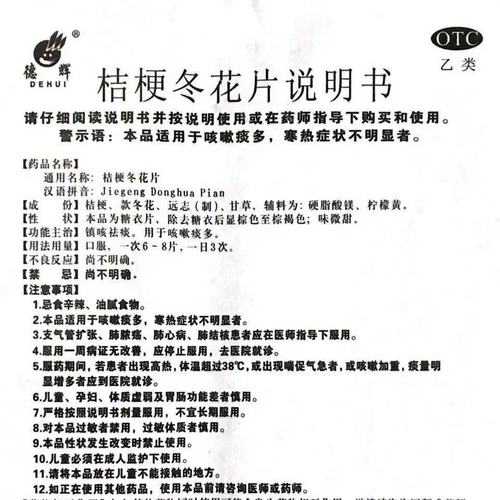 德辉
DEHUI
OTC
乙类
桔梗冬花片说明书
请仔细阅读说明书并按说明使用或在药师指导下购买和使用。
警示语：本品适用于咳嗽痰多，寒热症状不明显者。
【药品名称】
通用名称：桔梗冬花片
汉语拼音：Jiegeng Donghua Pian
【成 份】桔梗、款冬花、远志(制)、甘草，辅料为：硬脂酸镁、柠檬黄。
【性 状】本品为糖衣片，除去糖衣后显棕色至棕褐色；味微甜。
【功能主治】镇咳祛痰。用于咳嗽痰多。
【用法用量】口服，一次6-8片，一日3次。
【不良反应】尚不明确。
【禁 忌】尚不明确。
【注意事项】
1.忌食辛辣、油腻食物。
2.本品适用于咳嗽痰多，寒热症状不明显者。
3.支气管扩张、肺脓疡、肺心病、肺结核患者应在医师指导下服用。
4.服用一周病证无改善，应停止服用，去医院就诊。
5.服药期间，若患者出现高热，体温超过38℃，或出现喘促气急者，或咳嗽加重，痰量明
显增多者应到医院就诊。
6.儿童、孕妇、体质虚弱及胃肠功能差者慎用。
7.严格按照说明书剂量服用，不宜长期服用。
8.对本品过敏者禁用，过敏体质者慎用。
9.本品性状发生改变时禁止使用。
10.儿童必须在成人监护下使用。
11.请将本品放在儿童不能接触的地方。
12.如正在使用其他药品，使用本品前请咨询医师或药师。